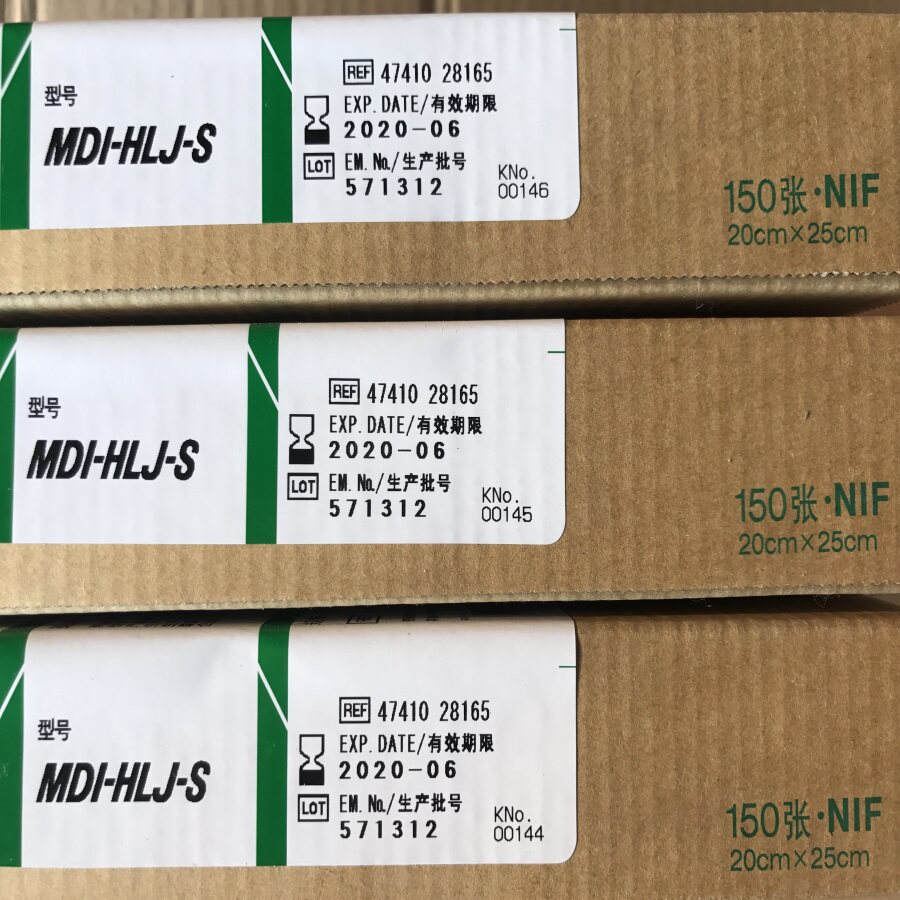 型号
MDI-HLJ-S
REF 47410 28165
EXP. DATE/有效期限
2020-06
LOT EM. No./生产批号
571312
KNo.
00146
150张·NIF
20cm×25cm
型号
MDI-HLJ-S
REF 47410 28165
EXP. DATE/有效期限
2020-06
LOT EM. No./生产批号
571312
KNo.
00145
150张·NIF
20cm×25cm
型号
MDI-HLJ-S
REF 47410 28165
EXP. DATE/有效期限
2020-06
LOT EM. No./生产批号
571312
KNo.
00144
150张·NIF
20cm×25cm